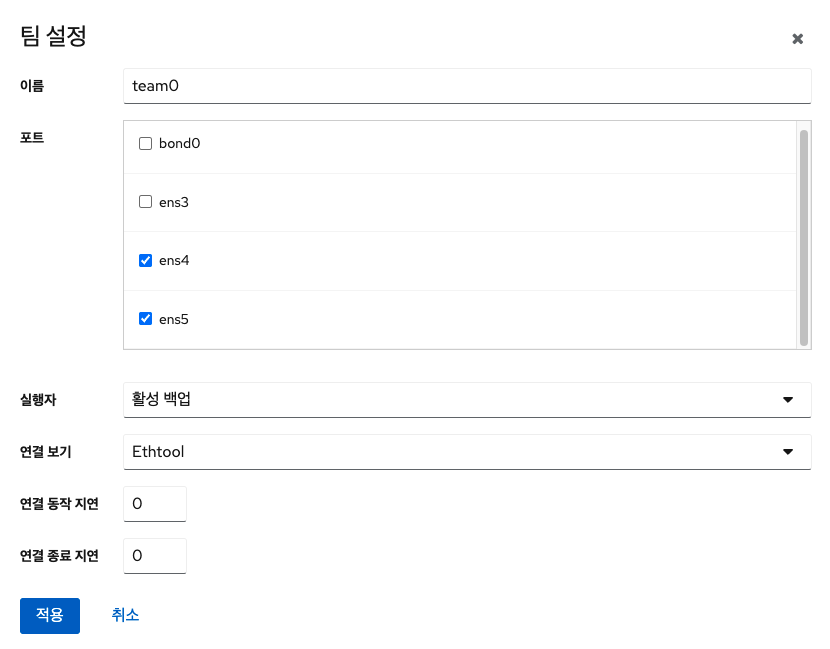 팀 설정
이름
team0
포트
bond0
ens3
ens4
ens5
실행자
활성 백업
연결 보기
Ethtool
연결 동작 지연
0
연결 종료 지연
0
적용
취소